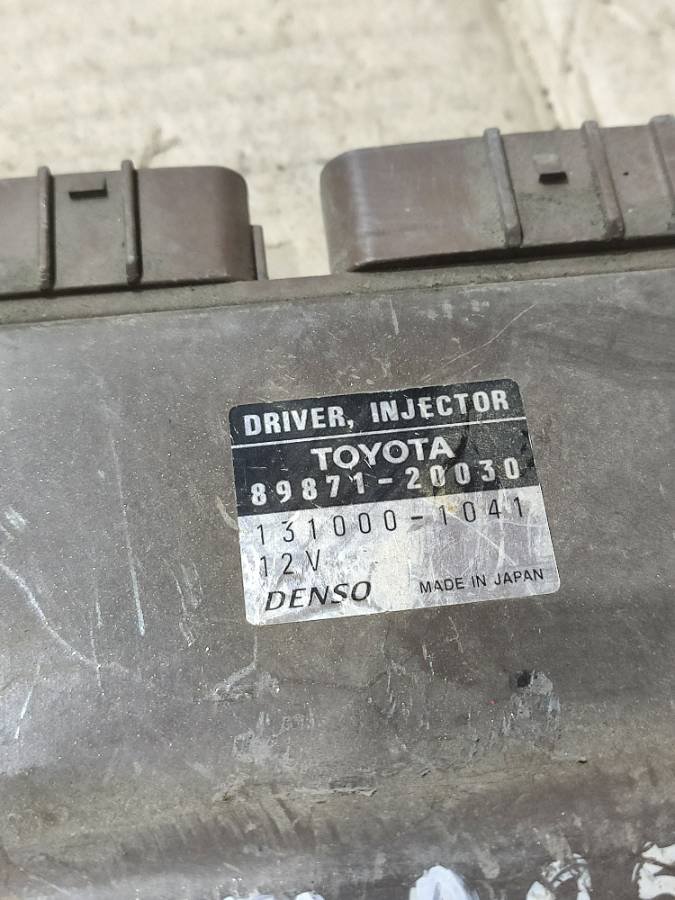 DRIVER, INJECTOR
TOYOTA
89871-20030
131000-1041
12V
DENSO MADE IN JAPAN